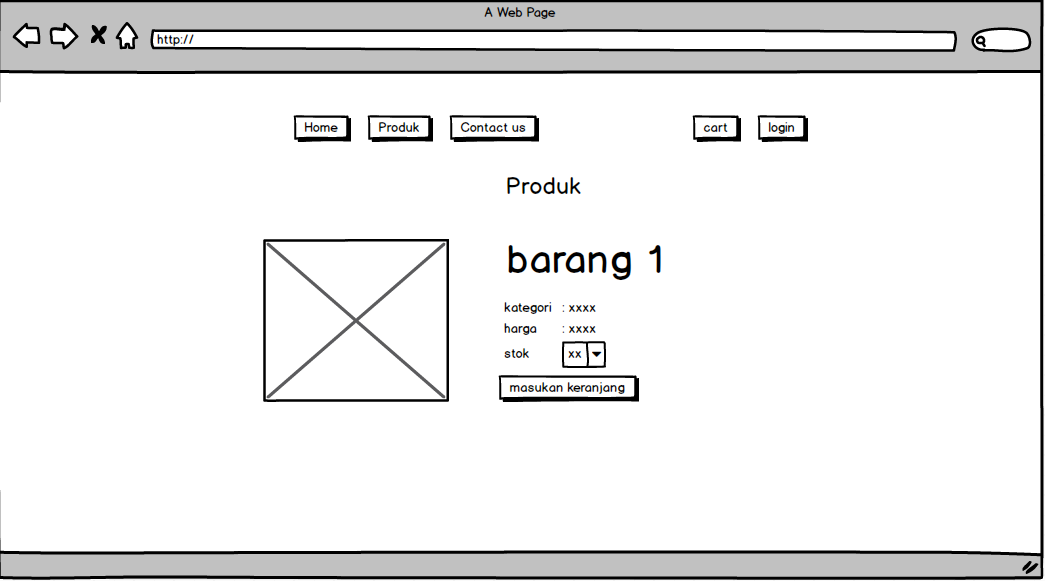 A Web Page
http://
Home Produk Contact us cart login
Produk
barang 1
kategori : xxxx
harga : xxxx
stok xx
masukan keranjang